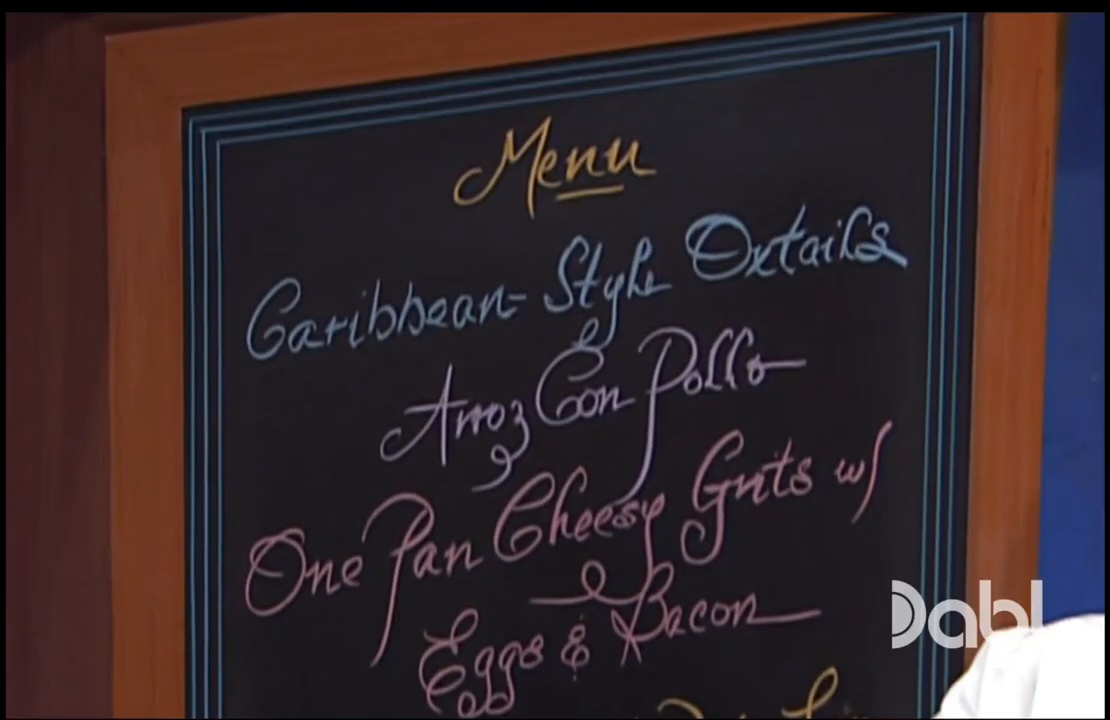 Menu
Caribbean-Style Oxtails
Arroz Con Pollo
One Pan Cheesy Grits w/
Eggs & Bacon
Dabl